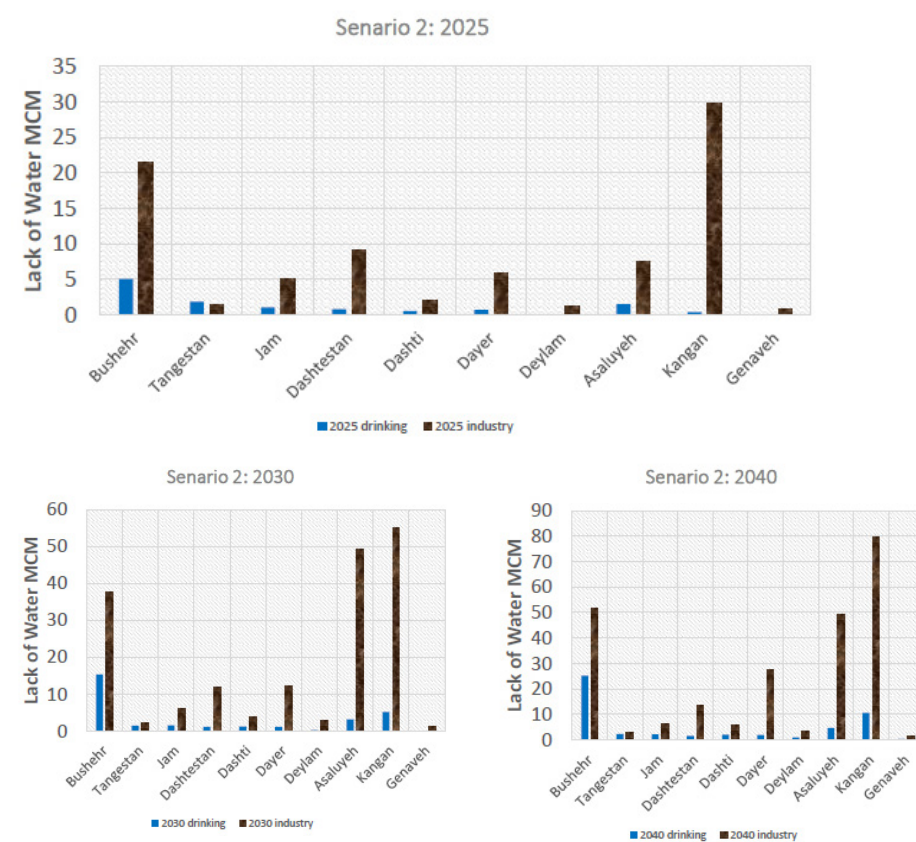 Senario 2: 2025
Lack of Water MCM
35
30
25
20
15
10
5
0
Bushehr
Tangestan
Jam
Dashtestan
Dashti
Dayer
Deylam
Asaluyeh
Kangan
Genaveh
2025 drinking 2025 industry
Senario 2: 2030
Lack of Water MCM
60
50
40
30
20
10
0
Bushehr
Tangestan
Jam
Dashtestan
Dashti
Dayer
Deylam
Asaluyeh
Kangan
Genaveh
2030 drinking 2030 industry
Senario 2: 2040
Lack of Water MCM
90
80
70
60
50
40
30
20
10
0
Bushehr
Tangestan
Jam
Dashtestan
Dashti
Dayer
Deylam
Asaluyeh
Kangan
Genaveh
2040 drinking 2040 industry